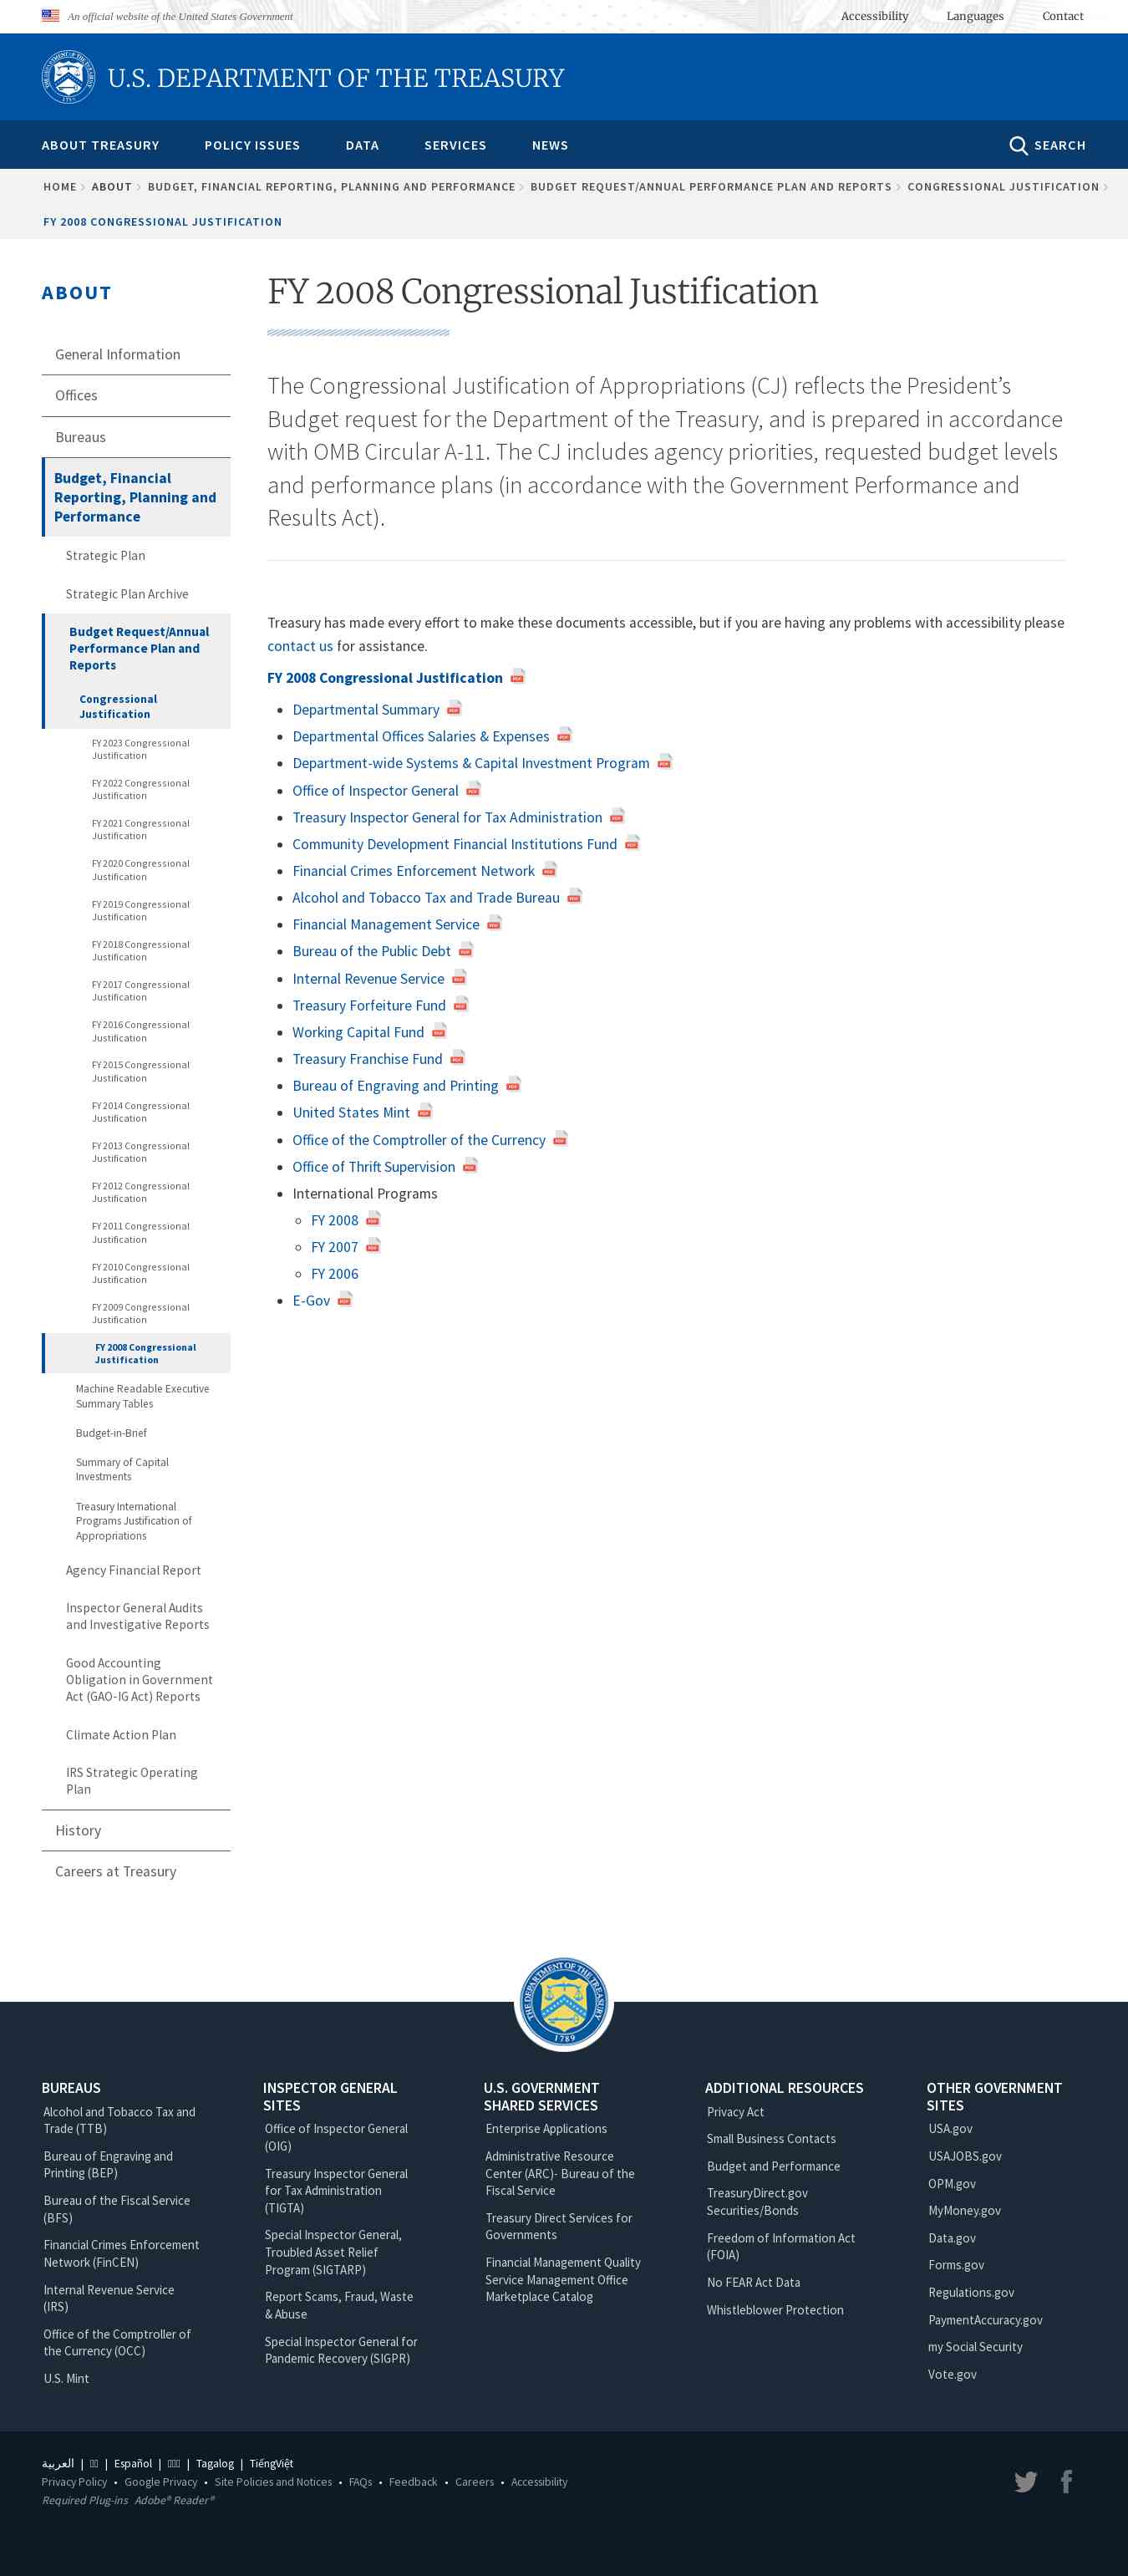 An official website of the United States Government
Accessibility Languages Contact
U.S. DEPARTMENT OF THE TREASURY
1789
ABOUT TREASURY POLICY ISSUES DATA SERVICES NEWS SEARCH
HOME ABOUT BUDGET, FINANCIAL REPORTING, PLANNING AND PERFORMANCE BUDGET REQUEST/ANNUAL PERFORMANCE PLAN AND REPORTS CONGRESSIONAL JUSTIFICATION
FY 2008 CONGRESSIONAL JUSTIFICATION
ABOUT
General Information
Offices
Bureaus
Budget, Financial
Reporting, Planning and
Performance
Strategic Plan
Strategic Plan Archive
Budget Request/Annual
Performance Plan and
Reports
Congressional
Justification
FY 2023 Congressional
Justification
FY 2022 Congressional
Justification
FY 2021 Congressional
Justification
FY 2020 Congressional
Justification
FY 2019 Congressional
Justification
FY 2018 Congressional
Justification
FY 2017 Congressional
Justification
FY 2016 Congressional
Justification
FY 2015 Congressional
Justification
FY 2014 Congressional
Justification
FY 2013 Congressional
Justification
FY 2012 Congressional
Justification
FY 2011 Congressional
Justification
FY 2010 Congressional
Justification
FY 2009 Congressional
Justification
FY 2008 Congressional
Justification
Machine Readable Executive
Summary Tables
Budget-in-Brief
Summary of Capital
Investments
Treasury International
Programs Justification of
Appropriations
Agency Financial Report
Inspector General Audits
and Investigative Reports
Good Accounting
Obligation in Government
Act (GAO-IG Act) Reports
Climate Action Plan
IRS Strategic Operating
Plan
History
Careers at Treasury
FY 2008 Congressional Justification
The Congressional Justification of Appropriations (CJ) reflects the President’s
Budget request for the Department of the Treasury, and is prepared in accordance
with OMB Circular A-11. The CJ includes agency priorities, requested budget levels
and performance plans (in accordance with the Government Performance and
Results Act).
Treasury has made every effort to make these documents accessible, but if you are having any problems with accessibility please
contact us for assistance.
FY 2008 Congressional Justification
• Departmental Summary
• Departmental Offices Salaries & Expenses
• Department-wide Systems & Capital Investment Program
• Office of Inspector General
• Treasury Inspector General for Tax Administration
• Community Development Financial Institutions Fund
• Financial Crimes Enforcement Network
• Alcohol and Tobacco Tax and Trade Bureau
• Financial Management Service
• Bureau of the Public Debt
• Internal Revenue Service
• Treasury Forfeiture Fund
• Working Capital Fund
• Treasury Franchise Fund
• Bureau of Engraving and Printing
• United States Mint
• Office of the Comptroller of the Currency
• Office of Thrift Supervision
• International Programs
◦ FY 2008
◦ FY 2007
◦ FY 2006
• E-Gov
THE DEPARTMENT OF THE TREASURY
1789
BUREAUS
Alcohol and Tobacco Tax and
Trade (TTB)
Bureau of Engraving and
Printing (BEP)
Bureau of the Fiscal Service
(BFS)
Financial Crimes Enforcement
Network (FinCEN)
Internal Revenue Service
(IRS)
Office of the Comptroller of
the Currency (OCC)
U.S. Mint
INSPECTOR GENERAL
SITES
Office of Inspector General
(OIG)
Treasury Inspector General
for Tax Administration
(TIGTA)
Special Inspector General,
Troubled Asset Relief
Program (SIGTARP)
Report Scams, Fraud, Waste
& Abuse
Special Inspector General for
Pandemic Recovery (SIGPR)
U.S. GOVERNMENT
SHARED SERVICES
Enterprise Applications
Administrative Resource
Center (ARC)- Bureau of the
Fiscal Service
Treasury Direct Services for
Governments
Financial Management Quality
Service Management Office
Marketplace Catalog
ADDITIONAL RESOURCES
Privacy Act
Small Business Contacts
Budget and Performance
TreasuryDirect.gov
Securities/Bonds
Freedom of Information Act
(FOIA)
No FEAR Act Data
Whistleblower Protection
OTHER GOVERNMENT
SITES
USA.gov
USAJOBS.gov
OPM.gov
MyMoney.gov
Data.gov
Forms.gov
Regulations.gov
PaymentAccuracy.gov
my Social Security
Vote.gov
العربية | | Español | | Tagalog | TiếngViệt
Privacy Policy • Google Privacy • Site Policies and Notices • FAQs • Feedback • Careers • Accessibility
Required Plug-ins Adobe® Reader®